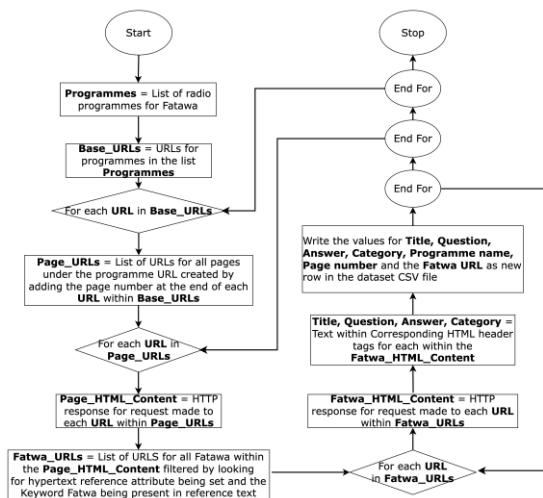 Start
Programmes = List of radio
programmes for Fatawa
Base_URLs = URLs for
programmes in the list
Programmes
For each URL in Base_URLs
Page_URLs = List of URLs for all pages
under the programme URL created by
adding the page number at the end of each
URL within Base_URLs
For each URL in
Page_URLs
Page_HTML_Content = HTTP
response for request made to
each URL within Page_URLs
Fatwa_URLs = List of URLS for all Fatawa within
the Page_HTML_Content filtered by looking
for hypertext reference attribute being set and the
Keyword Fatwa being present in reference text
For each URL
in Fatwa_URLs
Fatwa_HTML_Content = HTTP
response for request made to each URL
within Fatwa_URLs
Title, Question, Answer, Category =
Text within Corresponding HTML header
tags for each within the
Fatwa_HTML_Content
Write the values for Title, Question,
Answer, Category, Programme name,
Page number and the Fatwa URL as new
row in the dataset CSV file
End For
End For
End For
Stop